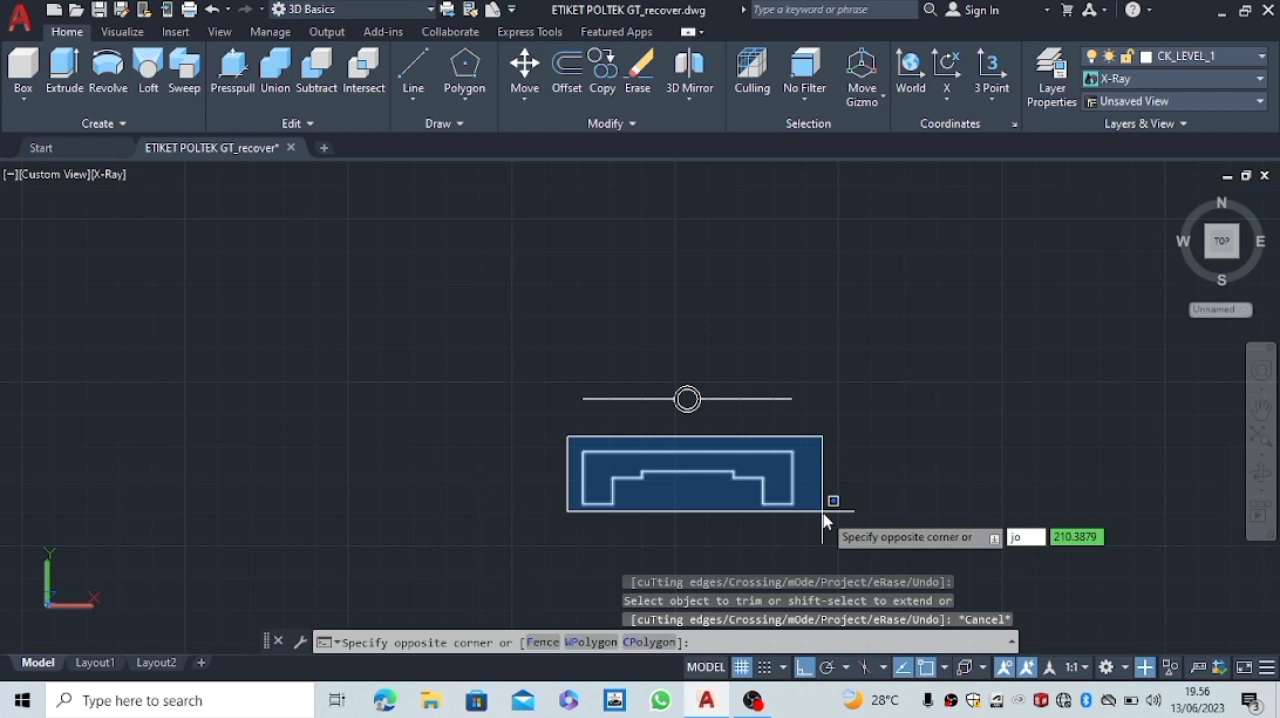 3D Basics
ETIKET POLTEK GT_recover.dwg
Type a keyword or phrase
Sign In
Home
Visualize
Insert
View
Manage
Output
Add-ins
Collaborate
Express Tools
Featured Apps
Box
Extrude
Revolve
Loft
Sweep
Presspull
Union
Subtract
Intersect
Line
Polygon
Move
Offset
Copy
Erase
3D Mirror
Culling
No Filter
Move
Gizmo
World
X
3 Point
Layer
Properties
CK_LEVEL_1
X-Ray
Unsaved View
Create
Edit
Draw
Modify
Selection
Coordinates
Layers & View
Start
ETIKET POLTEK GT_recover*
[−][Custom View][X-Ray]
N
W
TOP
E
S
Unnamed
Y
X
Specify opposite corner or
jo
210.3879
[cuTting edges/Crossing/mOde/Project/eRase/Undo]:
Select object to trim or shift-select to extend or
[cuTting edges/Crossing/mOde/Project/eRase/Undo]: *Cancel*
Specify opposite corner or [Fence WPolygon CPolygon]:
Model
Layout1
Layout2
MODEL
1:1
Type here to search
28°C
19.56
13/06/2023
3